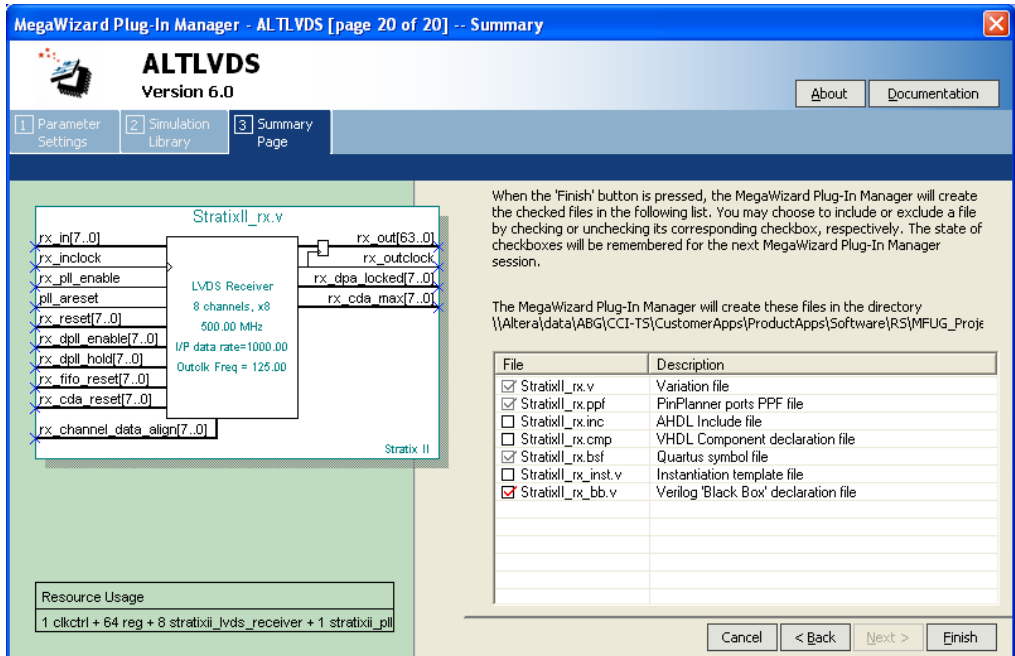 MegaWizard Plug-In Manager - ALTLVDS [page 20 of 20] -- Summary
ALTLVDS
Version 6.0
About
Documentation
1 Parameter Settings
2 Simulation Library
3 Summary Page
StratixII_rx.v
rx_in[7..0]
rx_inclock
rx_pll_enable
pll_areset
rx_reset[7..0]
rx_dpll_enable[7..0]
rx_dpll_hold[7..0]
rx_fifo_reset[7..0]
rx_cda_reset[7..0]
rx_channel_data_align[7..0]
LVDS Receiver
8 channels, x8
500.00 MHz
I/P data rate=1000.00
Outclk Freq = 125.00
rx_out[63..0]
rx_outclock
rx_dpa_locked[7..0]
rx_cda_max[7..0]
Stratix II
Resource Usage
1 clkctrl + 64 reg + 8 stratixii_lvds_receiver + 1 stratixii_pll
When the 'Finish' button is pressed, the MegaWizard Plug-In Manager will create
the checked files in the following list. You may choose to include or exclude a file
by checking or unchecking its corresponding checkbox, respectively. The state of
checkboxes will be remembered for the next MegaWizard Plug-In Manager
session.
The MegaWizard Plug-In Manager will create these files in the directory
\\Altera\data\ABG\CCI-TS\CustomerApps\ProductApps\Software\RS\MFUG_Proje
File Description
StratixII_rx.v Variation file
StratixII_rx.ppf PinPlanner ports PPF file
StratixII_rx.inc AHDL Include file
StratixII_rx.cmp VHDL Component declaration file
StratixII_rx.bsf Quartus symbol file
StratixII_rx_inst.v Instantiation template file
StratixII_rx_bb.v Verilog 'Black Box' declaration file
Cancel
< Back
Next >
Finish